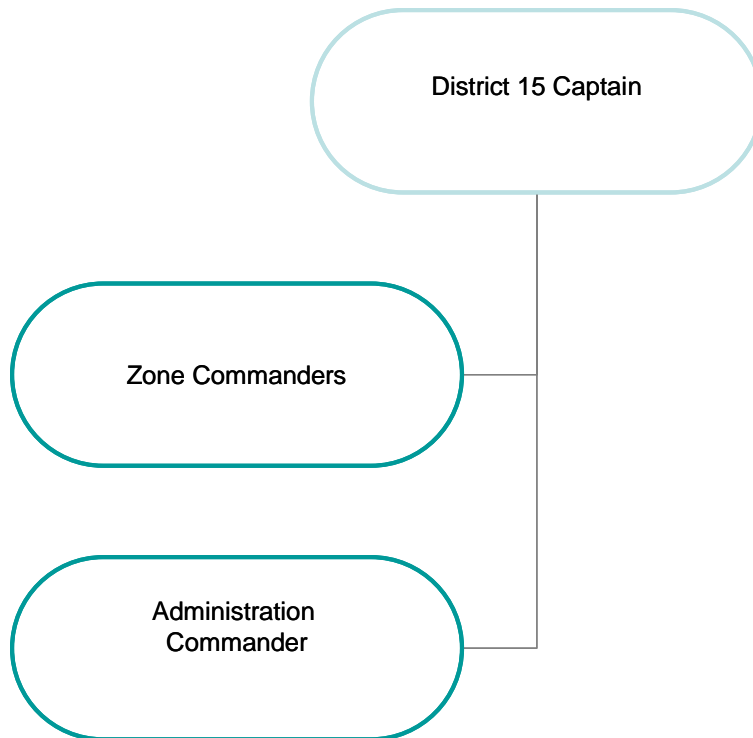 District 15 Captain
Zone Commanders
Administration
Commander